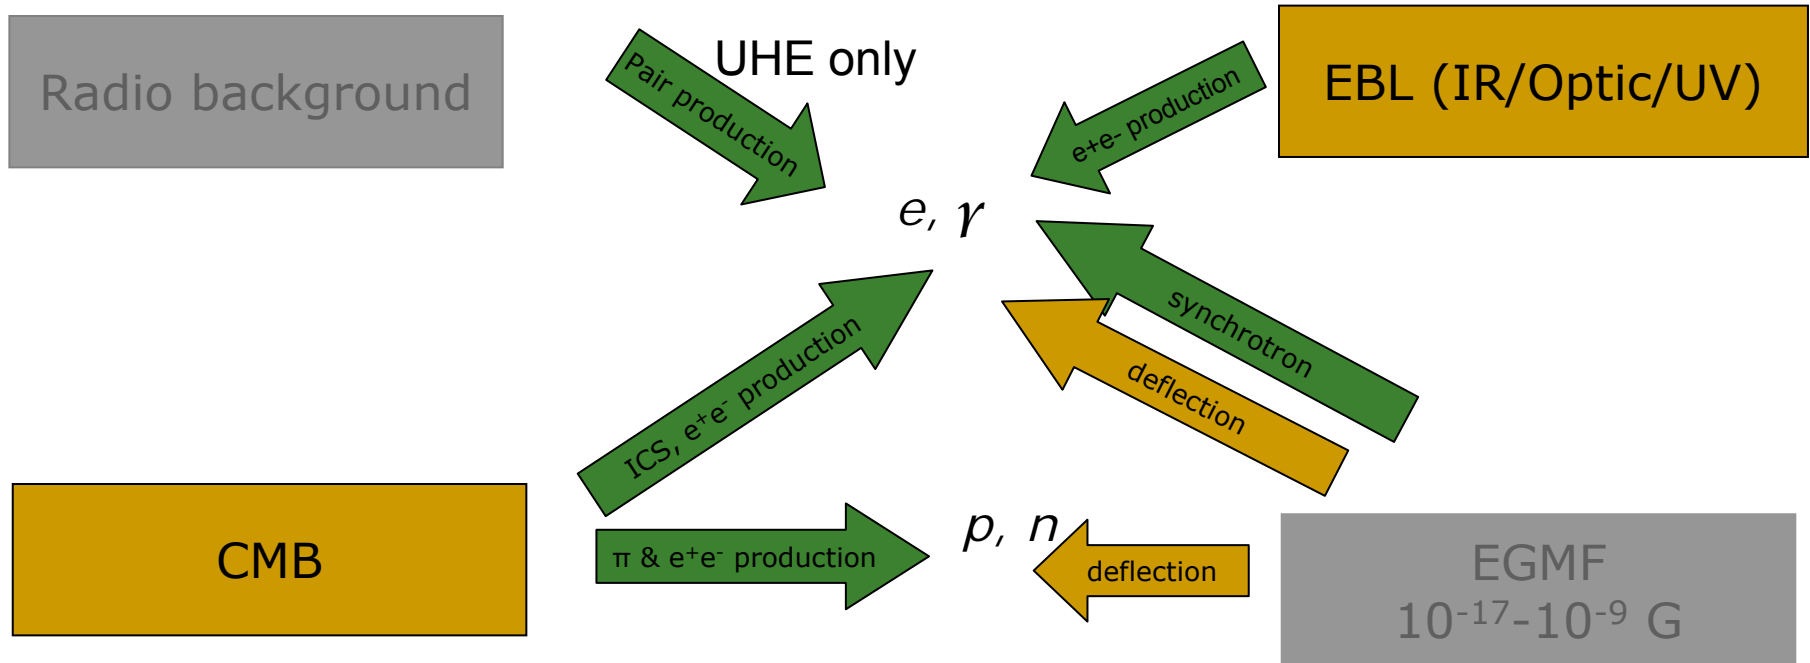 Radio background
Pair production
UHE only
e+e- production
EBL (IR/Optic/UV)
e, γ
synchrotron
deflection
ICS, e⁺e⁻ production
CMB
π & e⁺e⁻ production
p, n
deflection
EGMF
10⁻¹⁷-10⁻⁹ G